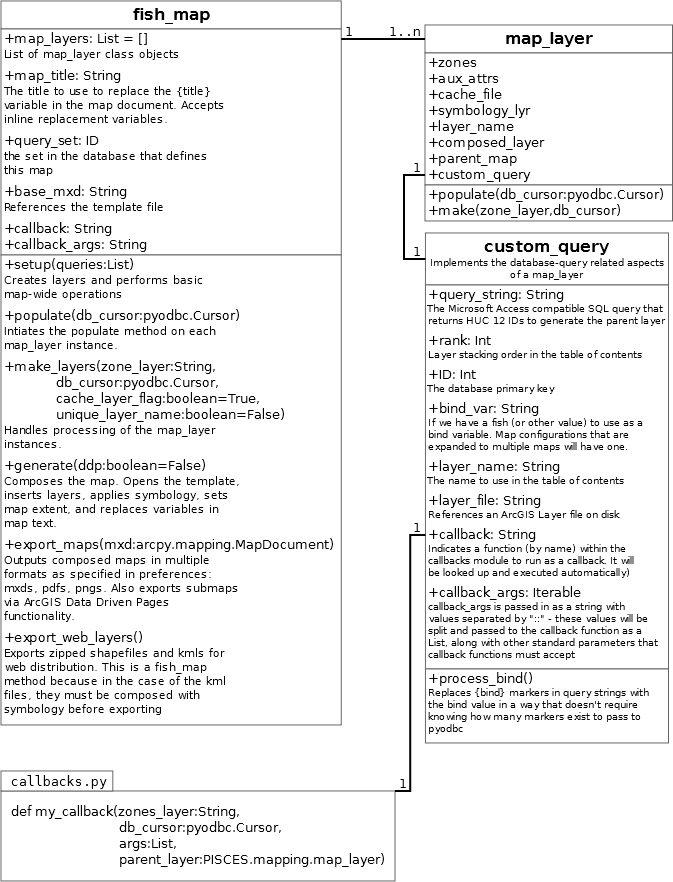 fish_map
+map_layers: List = []
List of map_layer class objects
+map_title: String
The title to use to replace the {title}
variable in the map document. Accepts
inline replacement variables.
+query_set: ID
the set in the database that defines
this map
+base_mxd: String
References the template file
+callback: String
+callback_args: String
+setup(queries:List)
Creates layers and performs basic
map-wide operations
+populate(db_cursor:pyodbc.Cursor)
Intiates the populate method on each
map_layer instance.
+make_layers(zone_layer:String,
db_cursor:pyodbc.Cursor,
cache_layer_flag:boolean=True,
unique_layer_name:boolean=False)
Handles processing of the map_layer
instances.
+generate(ddp:boolean=False)
Composes the map. Opens the template,
inserts layers, applies symbology, sets
map extent, and replaces variables in
map text.
+export_maps(mxd:arcpy.mapping.MapDocument)
Outputs composed maps in multiple
formats as specified in preferences:
mxds, pdfs, pngs. Also exports submaps
via ArcGIS Data Driven Pages
functionality.
+export_web_layers()
Exports zipped shapefiles and kmls for
web distribution. This is a fish_map
method because in the case of the kml
files, they must be composed with
symbology before exporting
1
1..n
map_layer
+zones
+aux_attrs
+cache_file
+symbology_lyr
+layer_name
+composed_layer
+parent_map
+custom_query
+populate(db_cursor:pyodbc.Cursor)
+make(zone_layer,db_cursor)
1
1
custom_query
Implements the database-query related aspects
of a map_layer
+query_string: String
The Microsoft Access compatible SQL query that
returns HUC 12 IDs to generate the parent layer
+rank: Int
Layer stacking order in the table of contents
+ID: Int
The database primary key
+bind_var: String
If we have a fish (or other value) to use as a
bind variable. Map configurations that are
expanded to multiple maps will have one.
+layer_name: String
The name to use in the table of contents
+layer_file: String
References an ArcGIS Layer file on disk
+callback: String
Indicates a function (by name) within the
callbacks module to run as a callback. It will
be looked up and executed automatically)
+callback_args: Iterable
callback_args is passed in as a string with
values separated by "::" - these values will be
split and passed to the callback function as a
List, along with other standard parameters that
callback functions must accept
+process_bind()
Replaces {bind} markers in query strings with
the bind value in a way that doesn't require
knowing how many markers exist to pass to
pyodbc
1
1
callbacks.py
def my_callback(zones_layer:String,
db_cursor:pyodbc.Cursor,
args:List,
parent_layer:PISCES.mapping.map_layer)